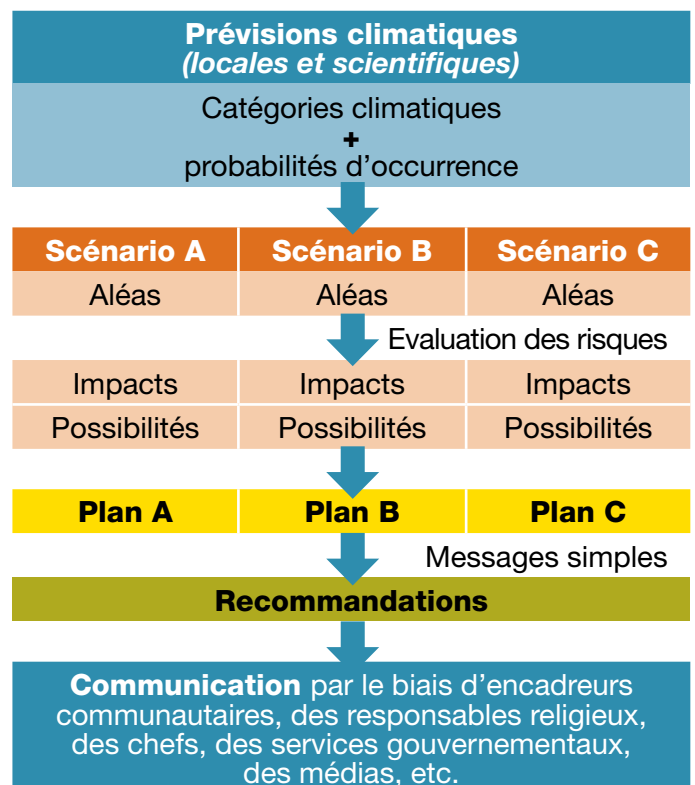 Prévisions climatiques
(locales et scientifiques)
Catégories climatiques
+
probabilités d’occurrence
Scénario A Scénario B Scénario C
Aléas Aléas Aléas
Evaluation des risques
Impacts Impacts Impacts
Possibilités Possibilités Possibilités
Plan A Plan B Plan C
Messages simples
Recommandations
Communication par le biais d’encadreurs
communautaires, des responsables religieux,
des chefs, des services gouvernementaux,
des médias, etc.